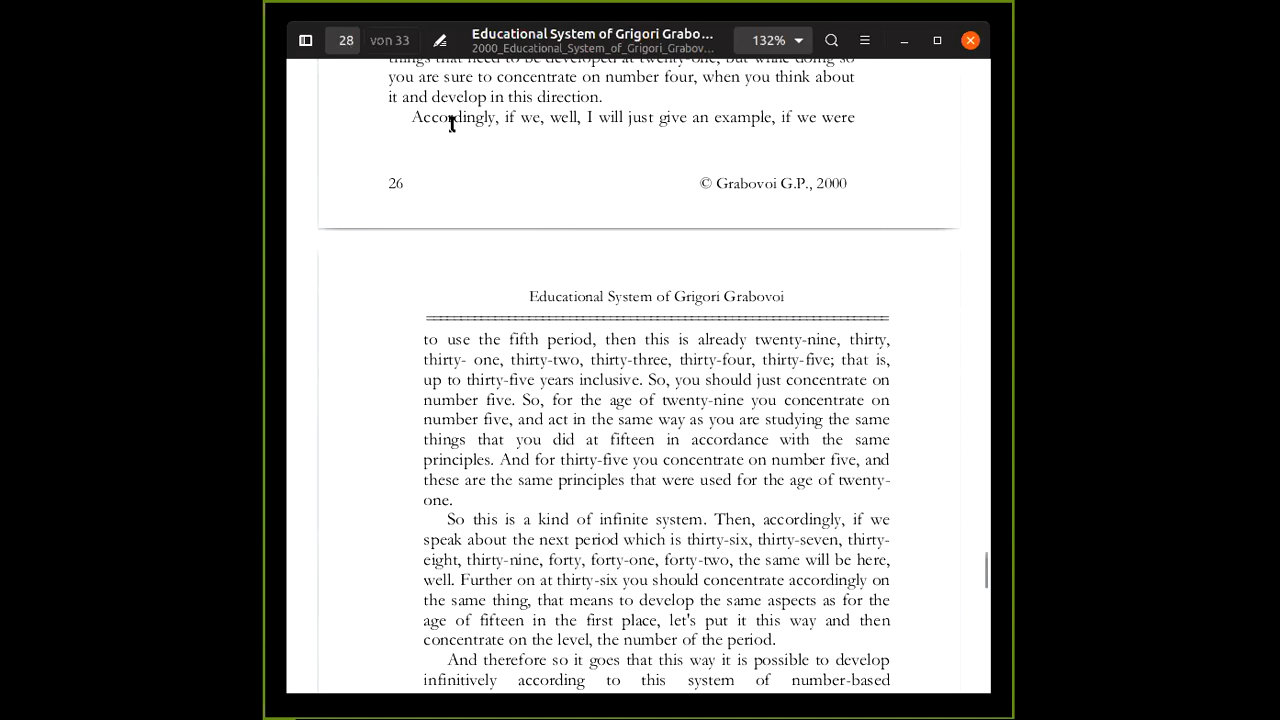 28 von 33 Educational System of Grigori Grabo... 132%
2000_Educational_System_of_Grigori_Grabov...
things that need to be developed at twenty-one, but while doing so
you are sure to concentrate on number four, when you think about
it and develop in this direction.
Accordingly, if we, well, I will just give an example, if we were
26 © Grabovoi G.P., 2000
Educational System of Grigori Grabovoi
to use the fifth period, then this is already twenty-nine, thirty,
thirty- one, thirty-two, thirty-three, thirty-four, thirty-five; that is,
up to thirty-five years inclusive. So, you should just concentrate on
number five. So, for the age of twenty-nine you concentrate on
number five, and act in the same way as you are studying the same
things that you did at fifteen in accordance with the same
principles. And for thirty-five you concentrate on number five, and
these are the same principles that were used for the age of twenty-
one.
So this is a kind of infinite system. Then, accordingly, if we
speak about the next period which is thirty-six, thirty-seven, thirty-
eight, thirty-nine, forty, forty-one, forty-two, the same will be here,
well. Further on at thirty-six you should concentrate accordingly on
the same thing, that means to develop the same aspects as for the
age of fifteen in the first place, let's put it this way and then
concentrate on the level, the number of the period.
And therefore so it goes that this way it is possible to develop
infinitively according to this system of number-based